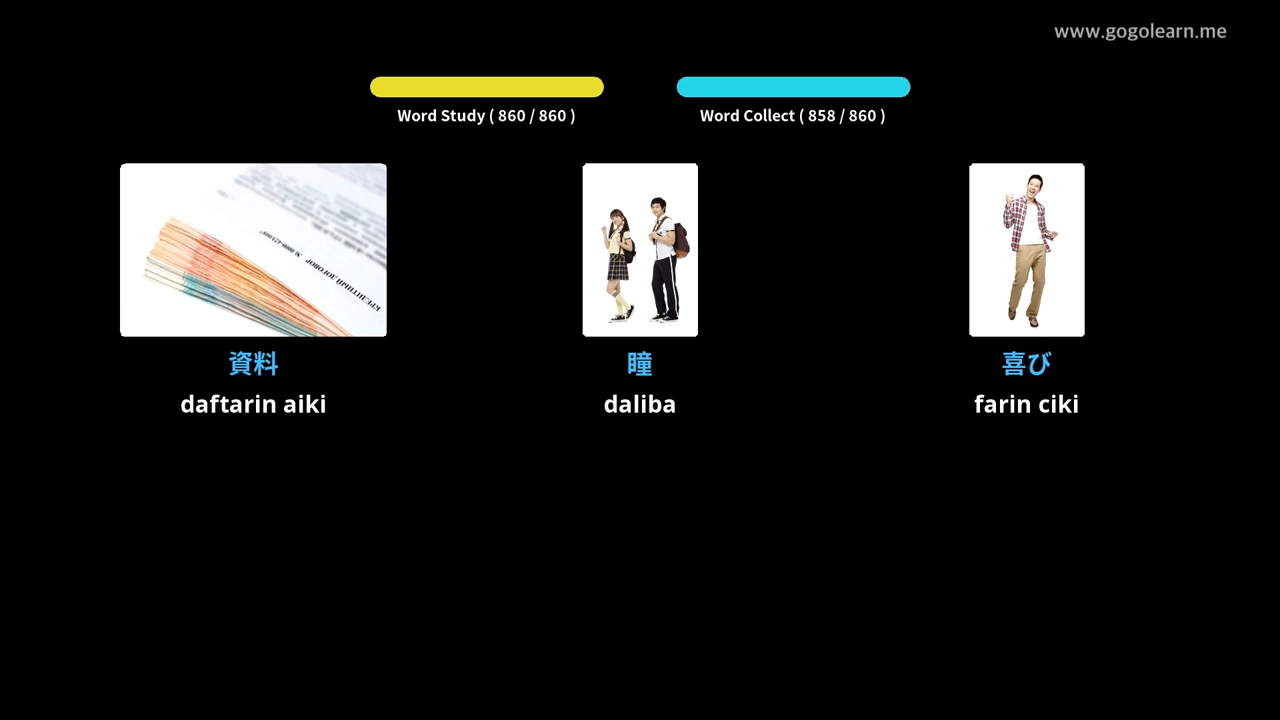 www.gogolearn.me
Word Study ( 860 / 860 )
Word Collect ( 858 / 860 )
資料
瞳
喜び
daftarin aiki
daliba
farin ciki